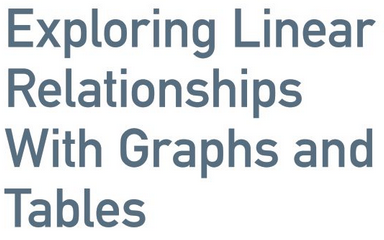 Exploring Linear
Relationships
With Graphs and
Tables